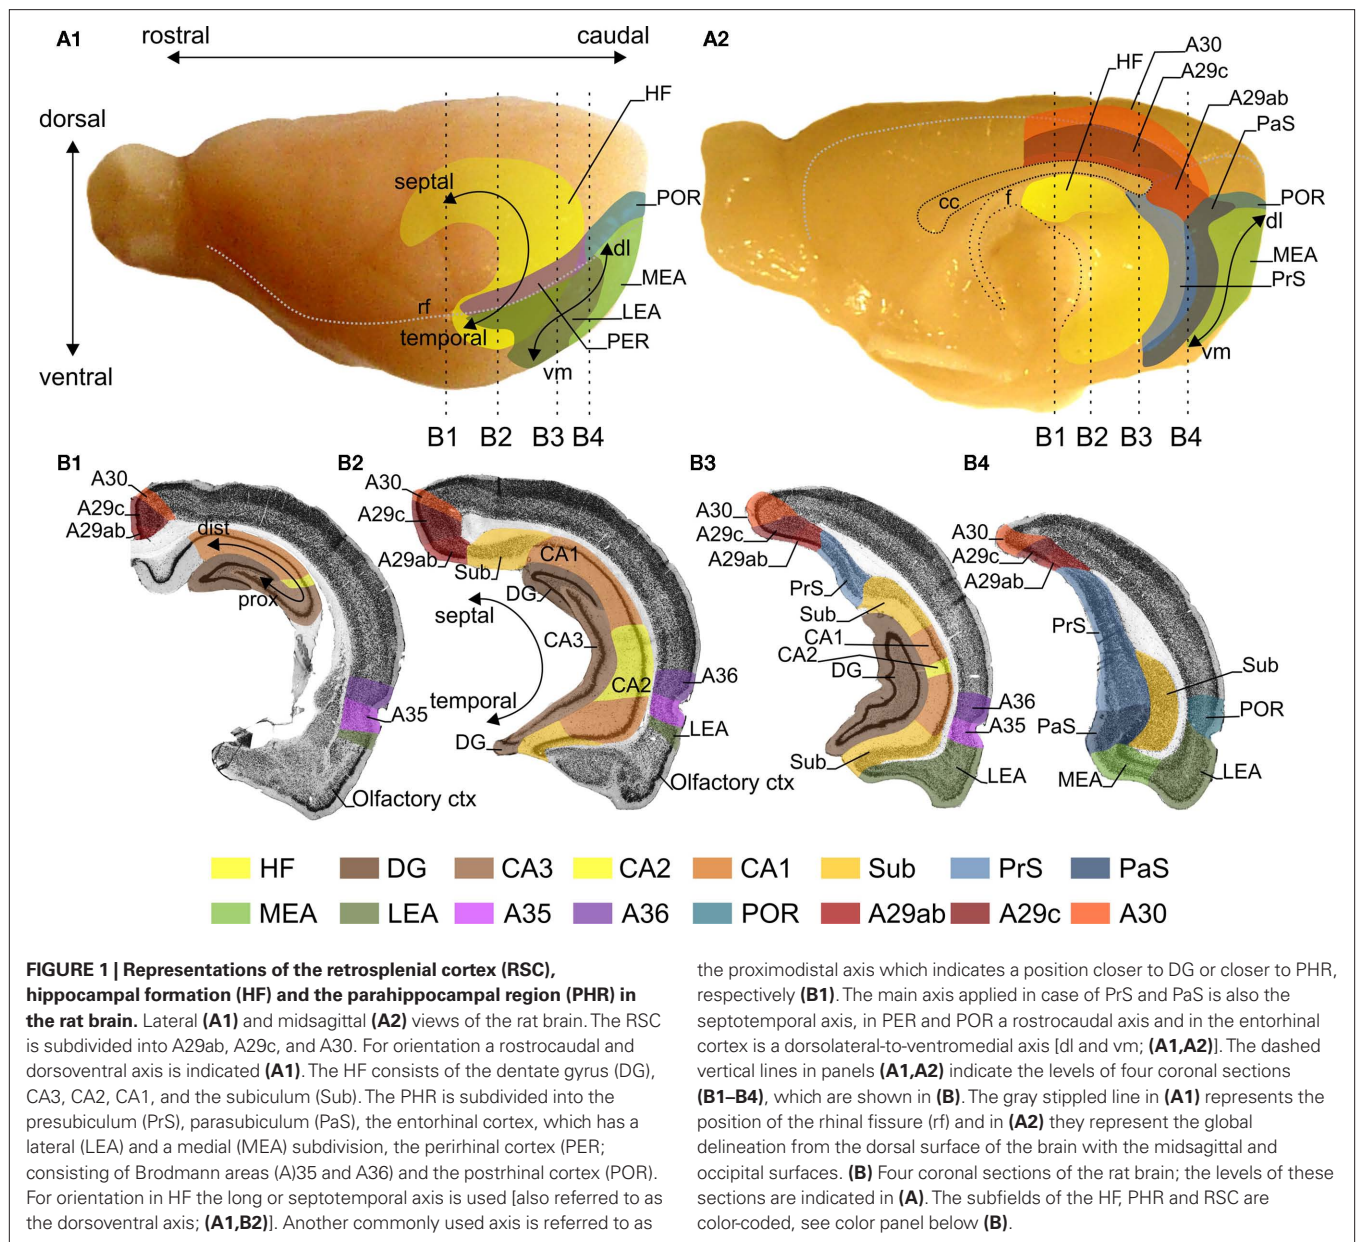 A1
rostral
caudal
dorsal
ventral
HF
septal
POR
dl
MEA
rf
LEA
temporal
PER
vm
B1 B2 B3 B4
A2
A30
HF
A29c
A29ab
PaS
cc
f
POR
dl
MEA
PrS
vm
B1 B2 B3 B4
B1
A30
A29c
A29ab
dist
prox
A35
Olfactory ctx
B2
A30
A29c
A29ab
Sub
CA1
DG
septal
CA3
CA2
A36
temporal
DG
LEA
Olfactory ctx
B3
A30
A29c
A29ab
PrS
Sub
CA1
CA2
DG
A36
A35
Sub
LEA
B4
A30
A29c
A29ab
PrS
Sub
PaS
POR
MEA
LEA
HF DG CA3 CA2 CA1 Sub PrS PaS
MEA LEA A35 A36 POR A29ab A29c A30
FIGURE 1 | Representations of the retrosplenial cortex (RSC),
hippocampal formation (HF) and the parahippocampal region (PHR) in
the rat brain. Lateral (A1) and midsagittal (A2) views of the rat brain. The RSC
is subdivided into A29ab, A29c, and A30. For orientation a rostrocaudal and
dorsoventral axis is indicated (A1). The HF consists of the dentate gyrus (DG),
CA3, CA2, CA1, and the subiculum (Sub). The PHR is subdivided into the
presubiculum (PrS), parasubiculum (PaS), the entorhinal cortex, which has a
lateral (LEA) and a medial (MEA) subdivision, the perirhinal cortex (PER;
consisting of Brodmann areas (A)35 and A36) and the postrhinal cortex (POR).
For orientation in HF the long or septotemporal axis is used [also referred to as
the dorsoventral axis; (A1,B2)]. Another commonly used axis is referred to as
the proximodistal axis which indicates a position closer to DG or closer to PHR,
respectively (B1). The main axis applied in case of PrS and PaS is also the
septotemporal axis, in PER and POR a rostrocaudal axis and in the entorhinal
cortex is a dorsolateral-to-ventromedial axis [dl and vm; (A1,A2)]. The dashed
vertical lines in panels (A1,A2) indicate the levels of four coronal sections
(B1–B4), which are shown in (B). The gray stippled line in (A1) represents the
position of the rhinal fissure (rf) and in (A2) they represent the global
delineation from the dorsal surface of the brain with the midsagittal and
occipital surfaces. (B) Four coronal sections of the rat brain; the levels of these
sections are indicated in (A). The subfields of the HF, PHR and RSC are
color-coded, see color panel below (B).